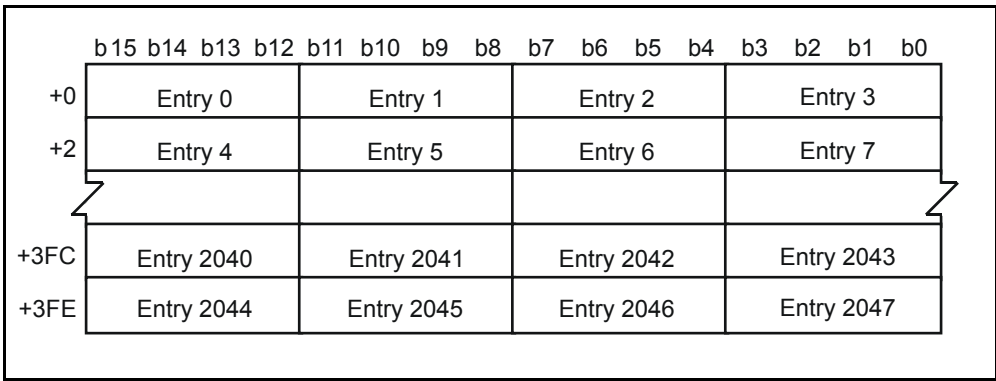 b15 b14 b13 b12 b11 b10 b9 b8 b7 b6 b5 b4 b3 b2 b1 b0
+0 Entry 0 Entry 1 Entry 2 Entry 3
+2 Entry 4 Entry 5 Entry 6 Entry 7
+3FC Entry 2040 Entry 2041 Entry 2042 Entry 2043
+3FE Entry 2044 Entry 2045 Entry 2046 Entry 2047